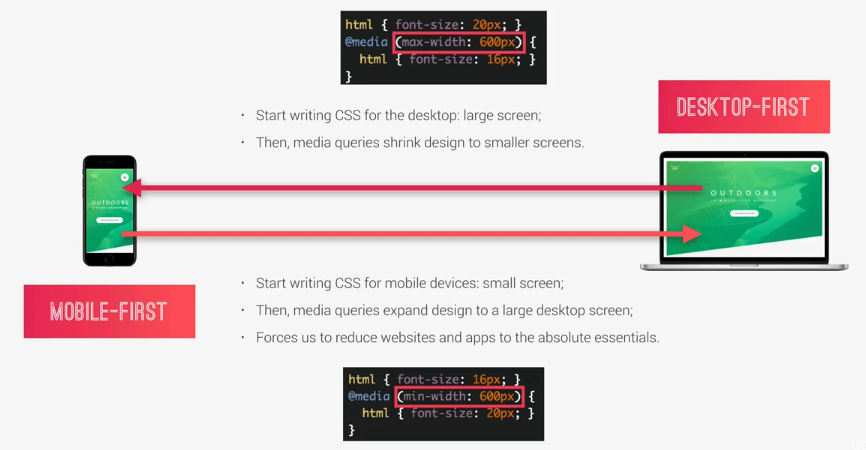 html { font-size: 20px; }
@media (max-width: 600px) {
html { font-size: 16px; }
}
DESKTOP-FIRST
· Start writing CSS for the desktop: large screen;
· Then, media queries shrink design to smaller screens.
OUTDOORS
OUTDOORS
· Start writing CSS for mobile devices: small screen;
· Then, media queries expand design to a large desktop screen;
· Forces us to reduce websites and apps to the absolute essentials.
MOBILE-FIRST
html { font-size: 16px; }
@media (min-width: 600px) {
html { font-size: 20px; }
}